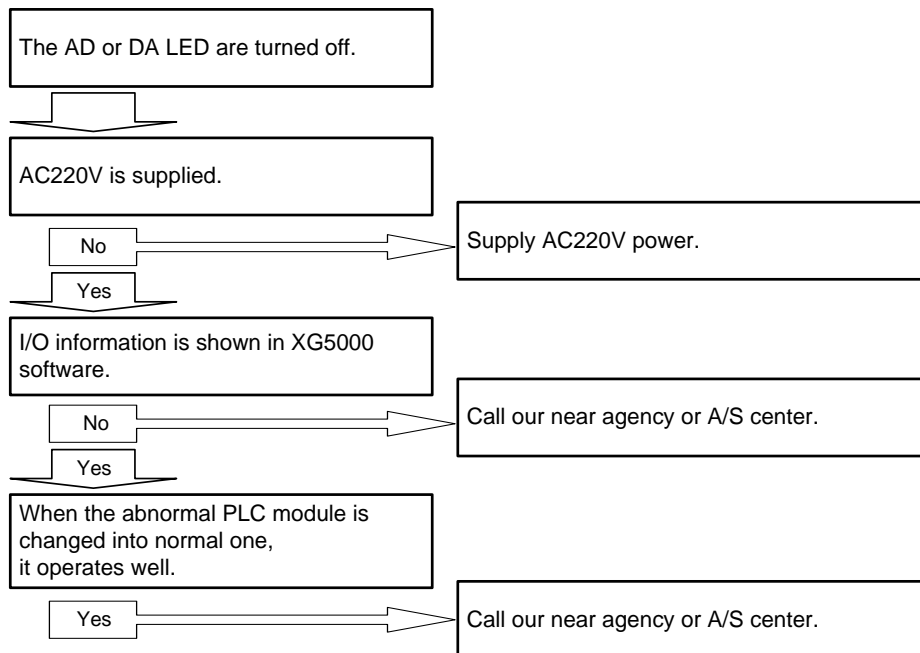 The AD or DA LED are turned off.
AC220V is supplied.
No
Supply AC220V power.
Yes
I/O information is shown in XG5000
software.
No
Call our near agency or A/S center.
Yes
When the abnormal PLC module is
changed into normal one,
it operates well.
Yes
Call our near agency or A/S center.